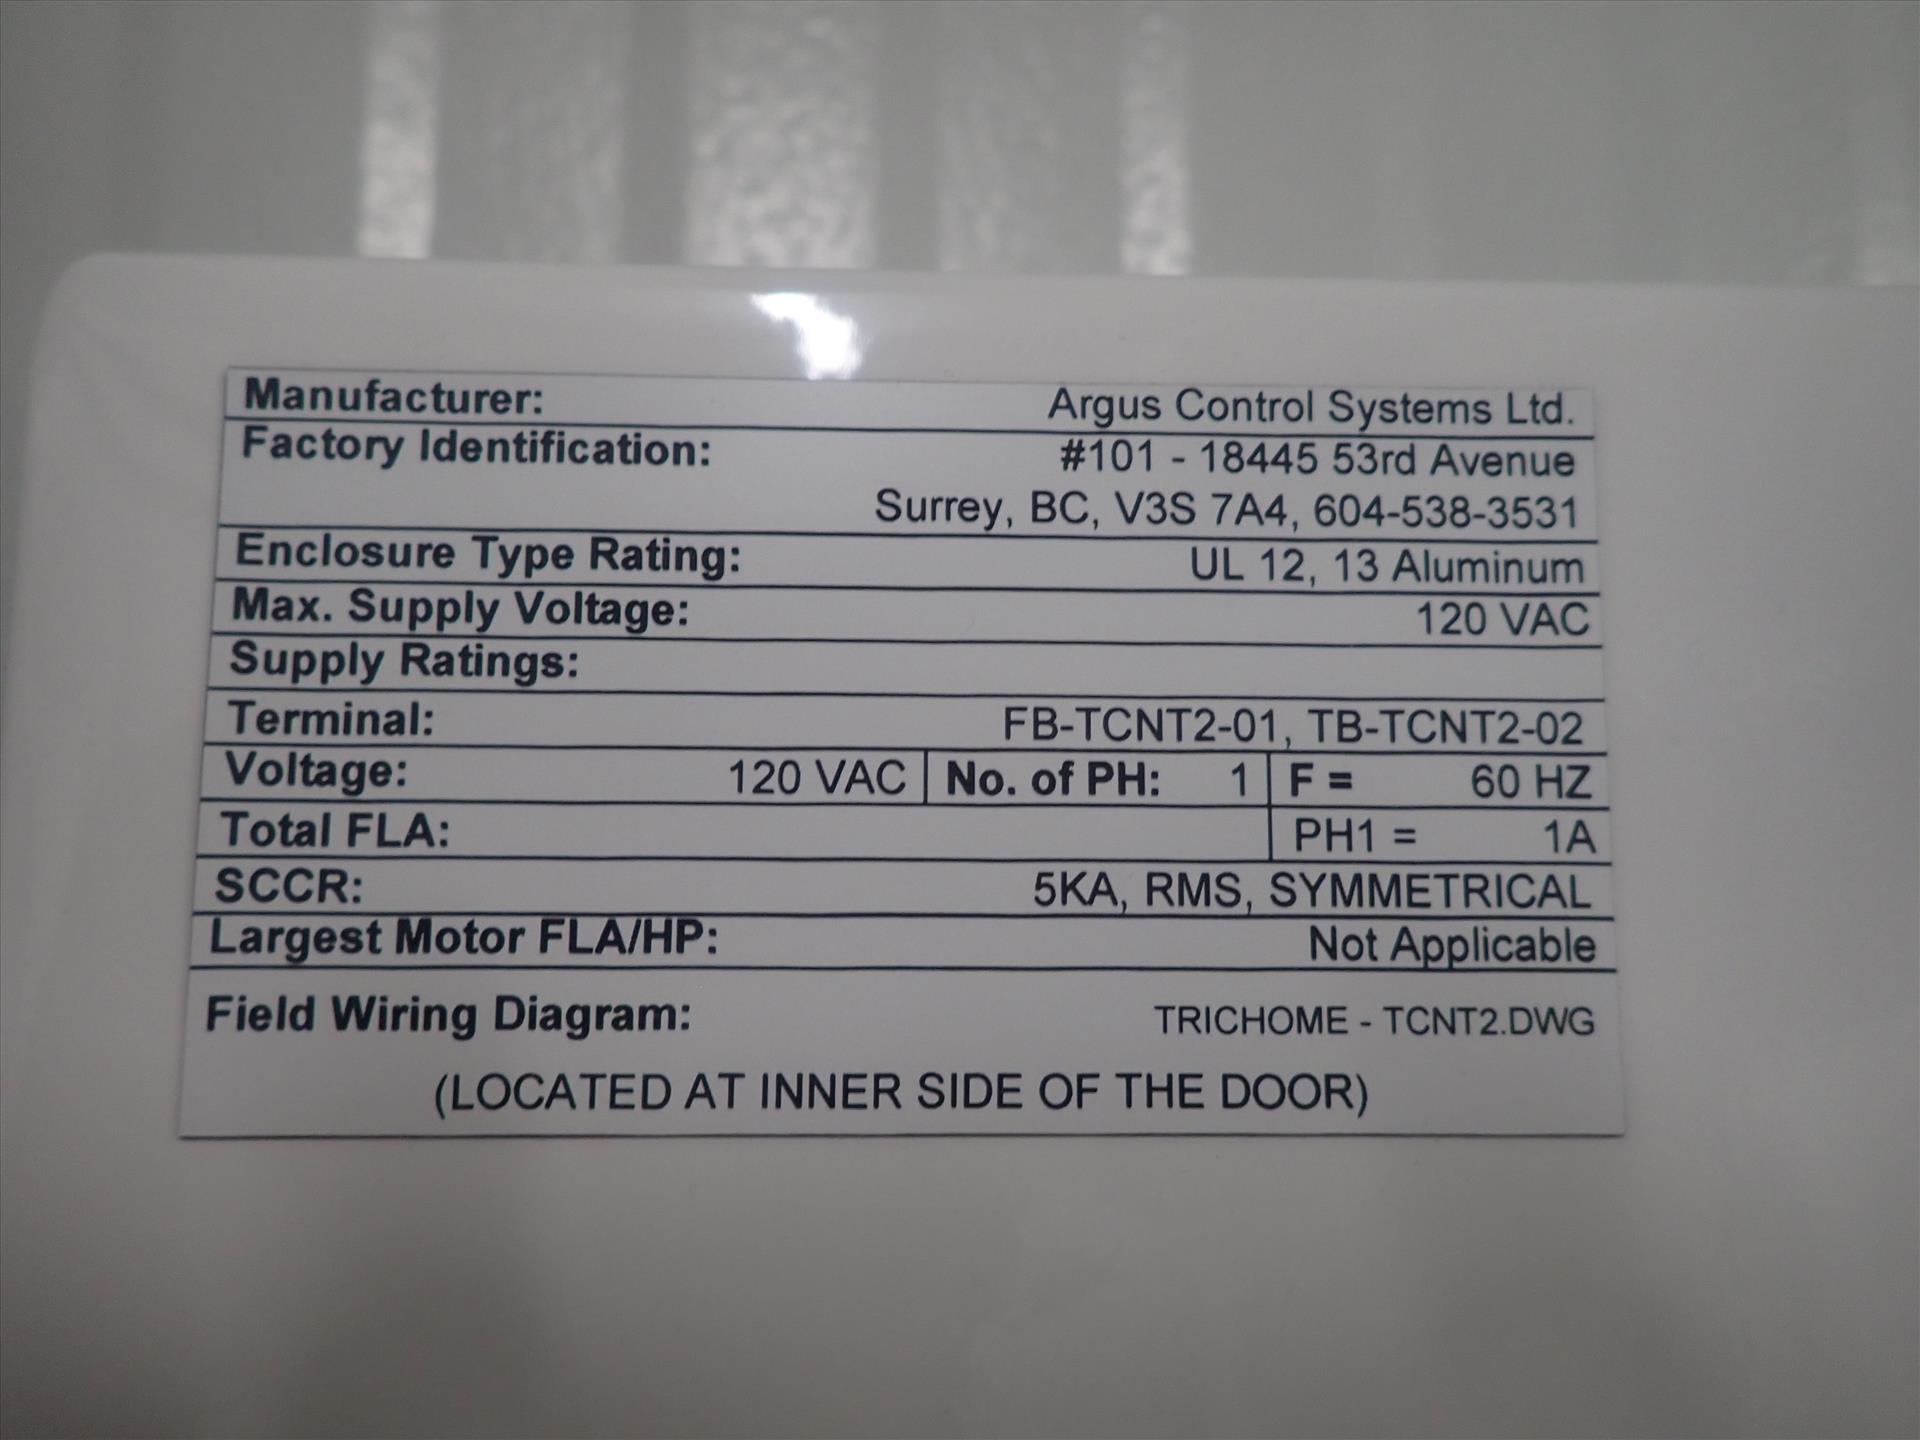 Manufacturer: Argus Control Systems Ltd.
Factory Identification: #101 - 18445 53rd Avenue
Surrey, BC, V3S 7A4, 604-538-3531
Enclosure Type Rating: UL 12, 13 Aluminum
Max. Supply Voltage: 120 VAC
Supply Ratings:
Terminal: FB-TCNT2-01, TB-TCNT2-02
Voltage: 120 VAC No. of PH: 1 F = 60 HZ
Total FLA: PH1 = 1A
SCCR: 5KA, RMS, SYMMETRICAL
Largest Motor FLA/HP: Not Applicable
Field Wiring Diagram: TRICHOME - TCNT2.DWG
(LOCATED AT INNER SIDE OF THE DOOR)